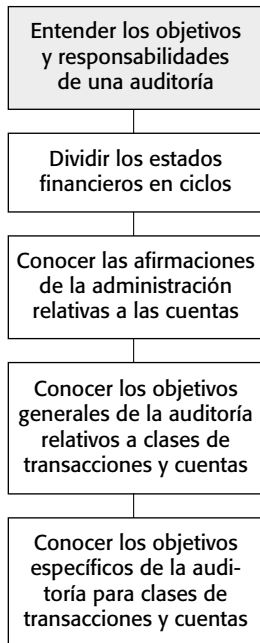 Entender los objetivos
y responsabilidades
de una auditoría
Dividir los estados
financieros en ciclos
Conocer las afirmaciones
de la administración
relativas a las cuentas
Conocer los objetivos
generales de la auditoría
relativos a clases de
transacciones y cuentas
Conocer los objetivos
específicos de la audi-
toría para clases de
transacciones y cuentas